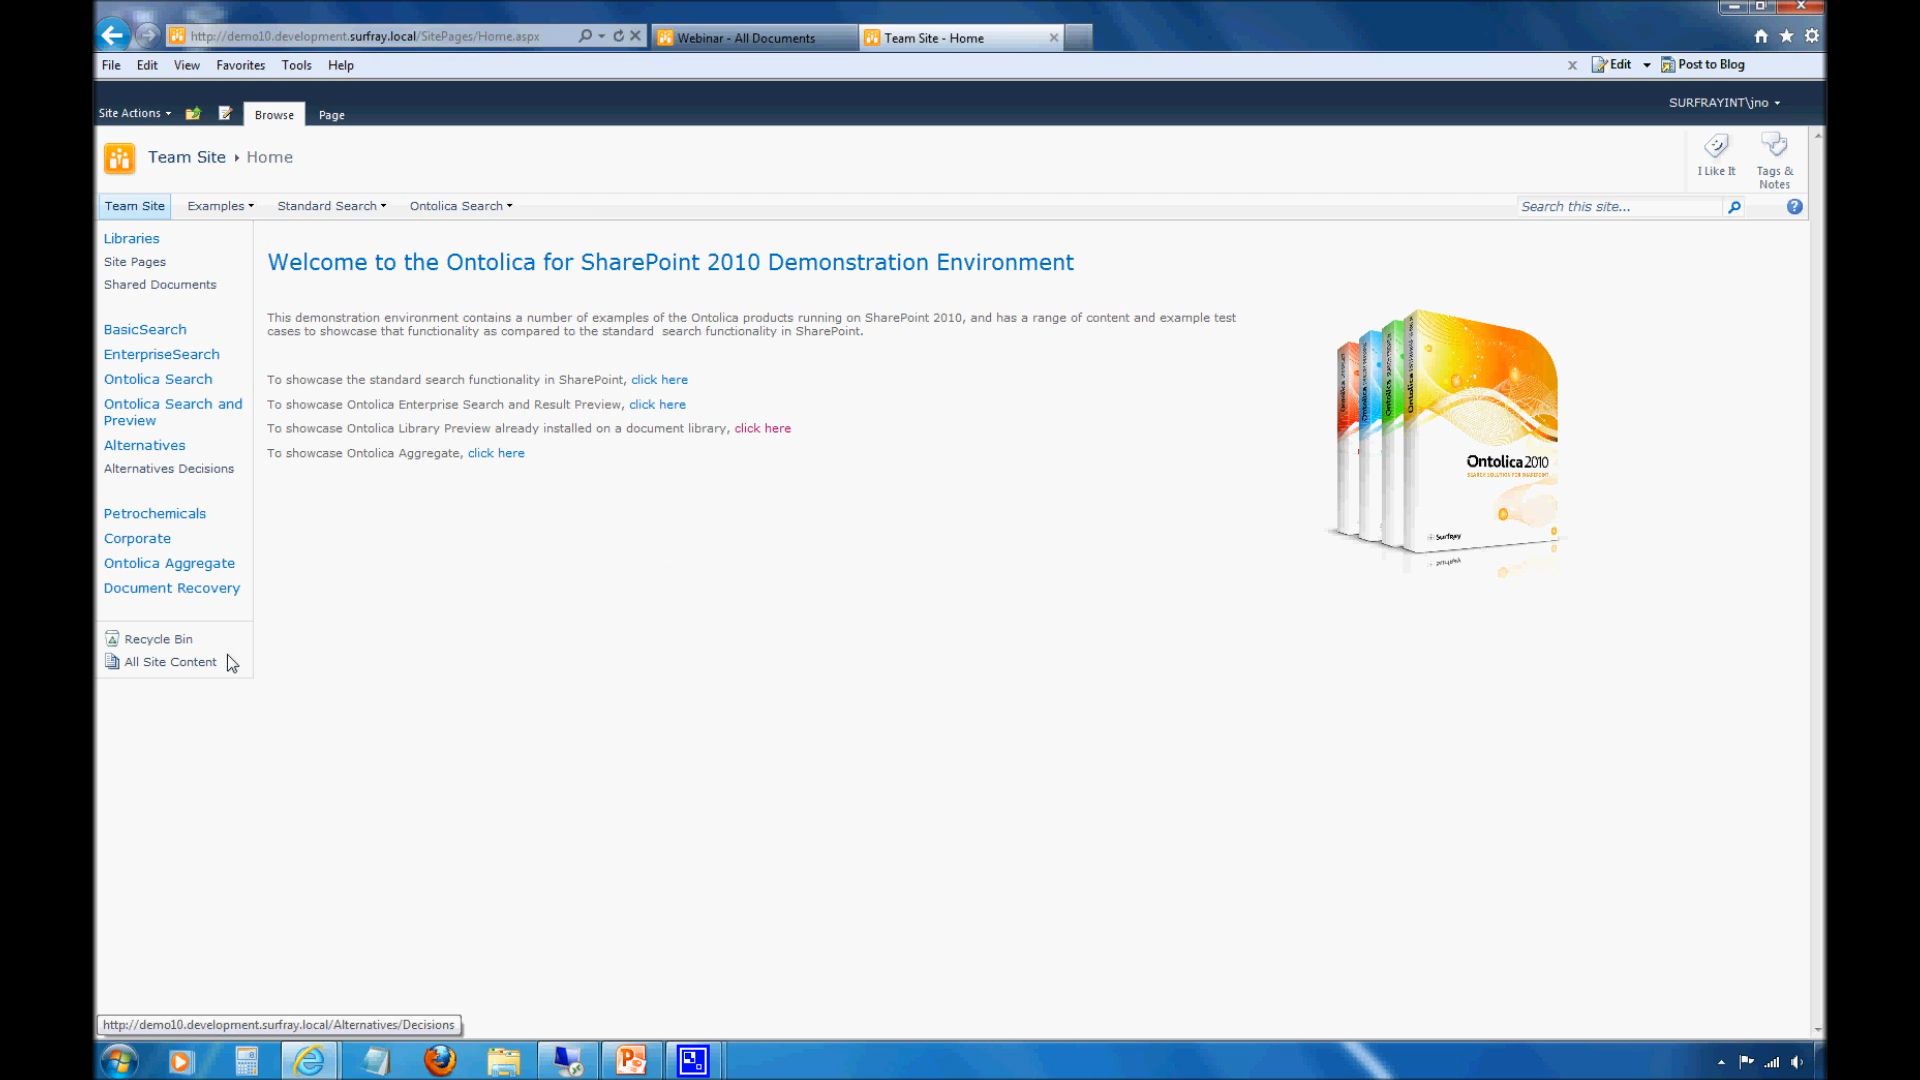 http://demo10.development.surfray.local/SitePages/Home.aspx
Webinar - All Documents
Team Site - Home
File Edit View Favorites Tools Help
x Edit Post to Blog
Site Actions Browse Page
SURFRAYINT\jno
Team Site Home
I Like It
Tags & Notes
Team Site Examples Standard Search Ontolica Search
Search this site...
Libraries
Site Pages
Shared Documents
BasicSearch
EnterpriseSearch
Ontolica Search
Ontolica Search and
Preview
Alternatives
Alternatives Decisions
Petrochemicals
Corporate
Ontolica Aggregate
Document Recovery
Recycle Bin
All Site Content
Welcome to the Ontolica for SharePoint 2010 Demonstration Environment
This demonstration environment contains a number of examples of the Ontolica products running on SharePoint 2010, and has a range of content and example test
cases to showcase that functionality as compared to the standard search functionality in SharePoint.
To showcase the standard search functionality in SharePoint, click here
To showcase Ontolica Enterprise Search and Result Preview, click here
To showcase Ontolica Library Preview already installed on a document library, click here
To showcase Ontolica Aggregate, click here
Ontolica 2010
SEARCH SOLUTION FOR SHAREPOINT
Surfray
http://demo10.development.surfray.local/Alternatives/Decisions